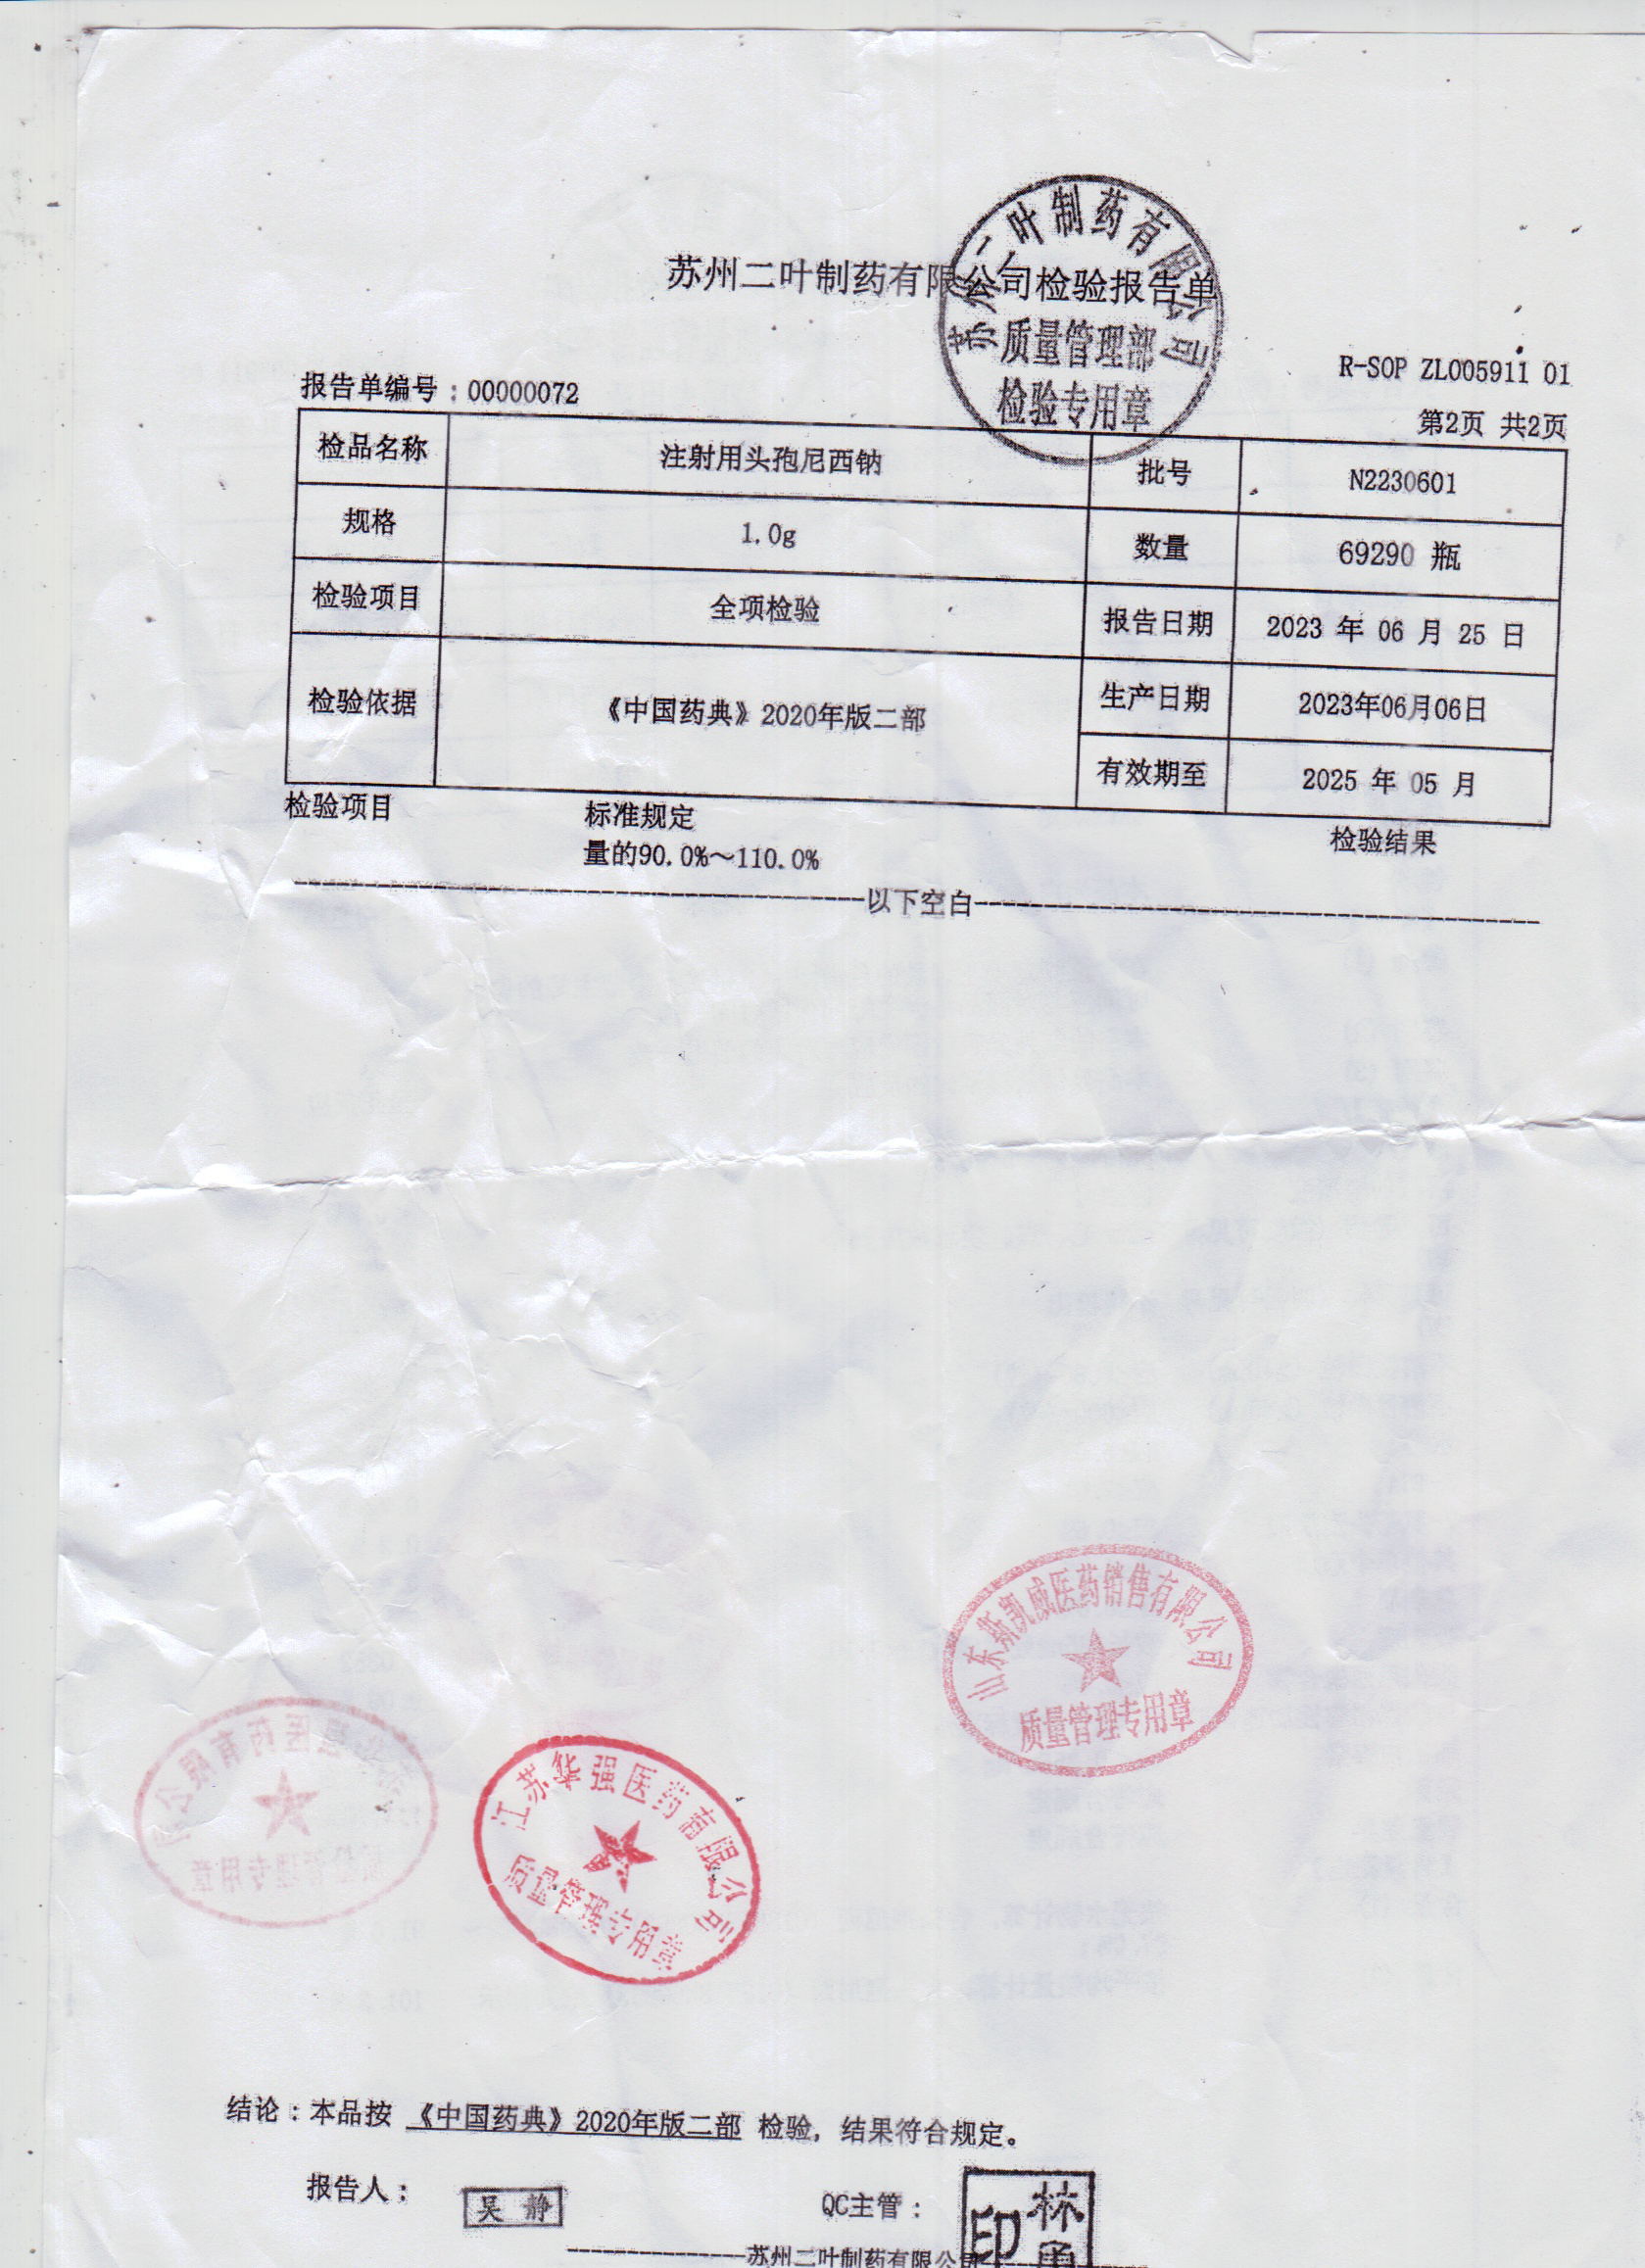 苏州二叶制药有限公司检验报告单
苏州二叶制药有限公司
质量管理部
检验专用章
R-SOP ZL005911 01
报告单编号：00000072
第2页 共2页
检品名称 注射用头孢尼西钠 批号 N2230601
规格 1.0g 数量 69290 瓶
检验项目 全项检验 报告日期 2023 年 06 月 25 日
检验依据 《中国药典》2020年版二部 生产日期 2023年06月06日
有效期至 2025 年 05 月
检验项目 标准规定 检验结果
量的90.0%～110.0%
以下空白
山东斯凯威医药销售有限公司
质量管理专用章
江苏华强医药有限公司
质量管理专用章
结论：本品按 《中国药典》2020年版二部 检验，结果符合规定。
报告人： 吴 静 QC主管： 林 印
苏州二叶制药有限公司